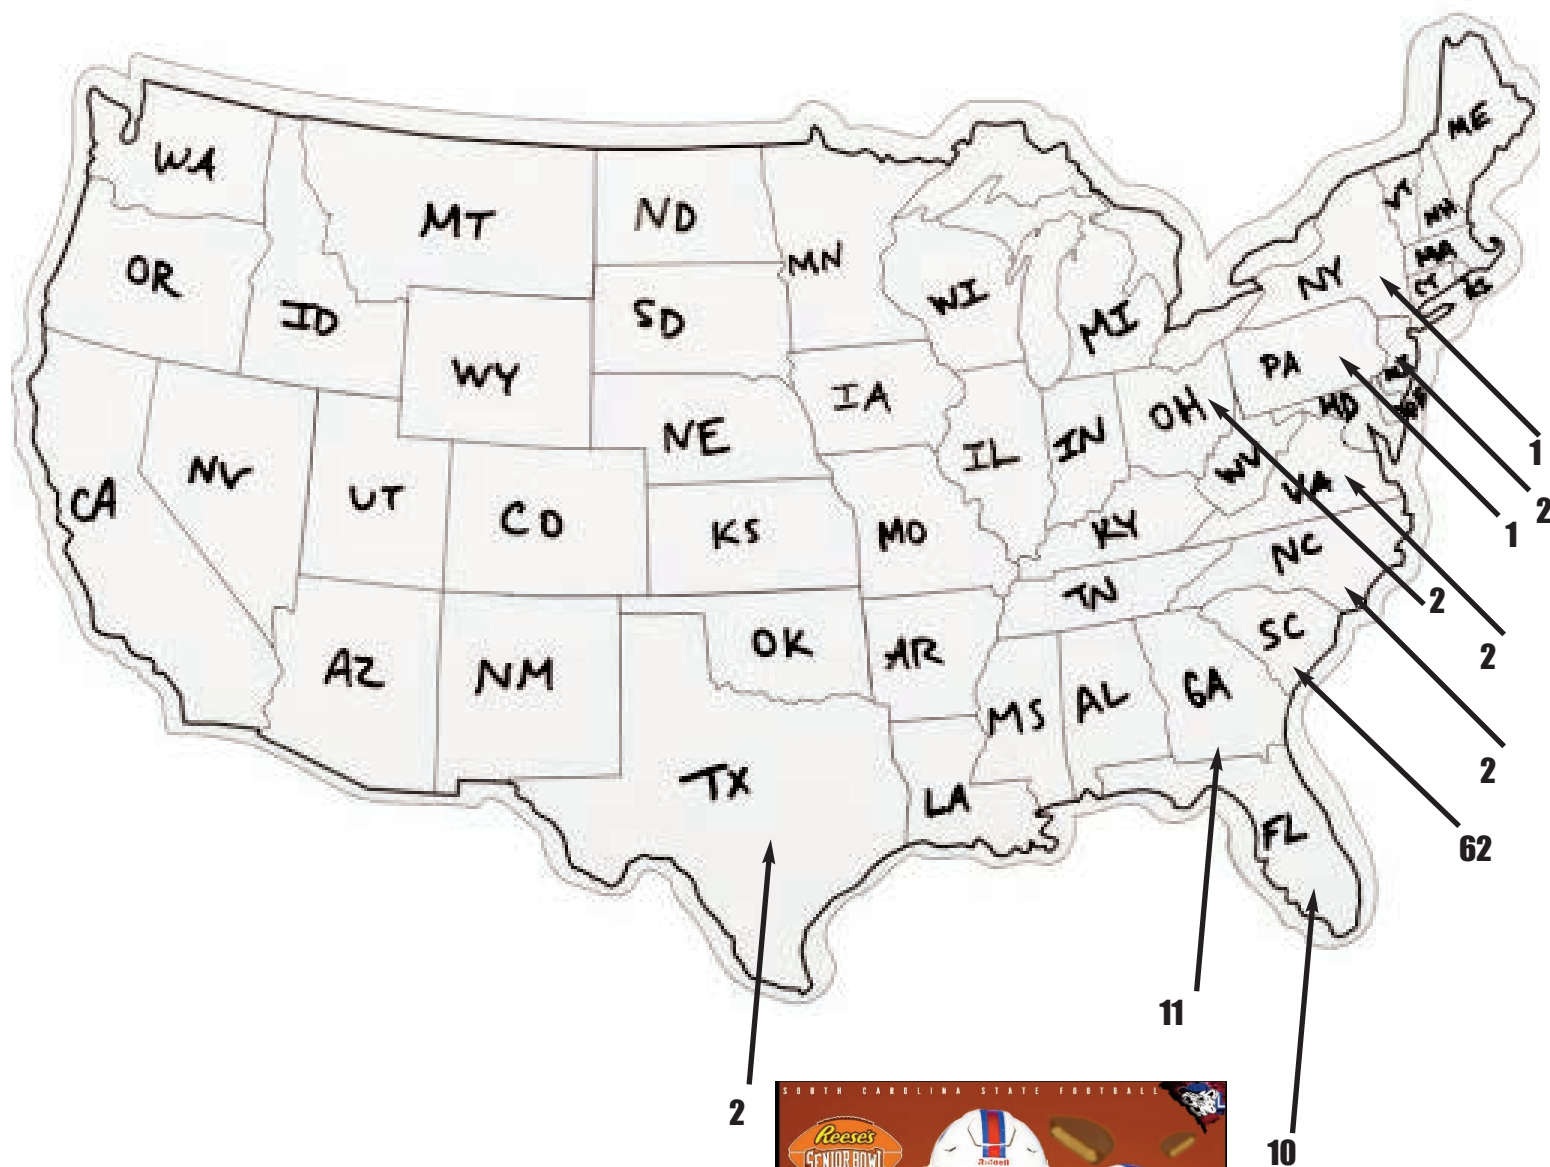 ME
WA
VT
NH
MT
ND
MN
MA
OR
NY
CT
RI
WI
ID
SD
MI
WY
PA
NJ
IA
OH
MD
NE
IN
IL
WV
1
NV
VA
CA
UT
2
CO
KS
MO
KY
1
NC
TN
2
SC
OK
AR
2
AZ
NM
GA
AL
MS
2
TX
LA
FL
62
11
2
SOUTH CAROLINA STATE FOOTBALL
Reese's
SENIOR BOWL
Riddell
10